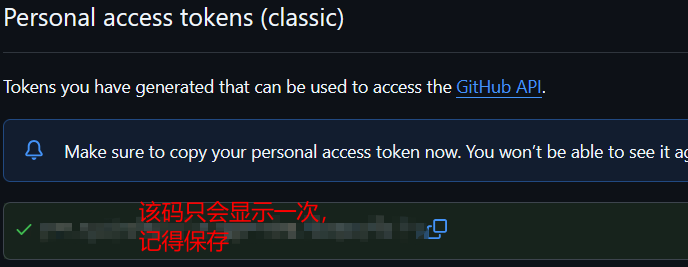 Personal access tokens (classic)
Tokens you have generated that can be used to access the GitHub API.
Make sure to copy your personal access token now. You won't be able to see it
该码只会显示一次，
记得保存